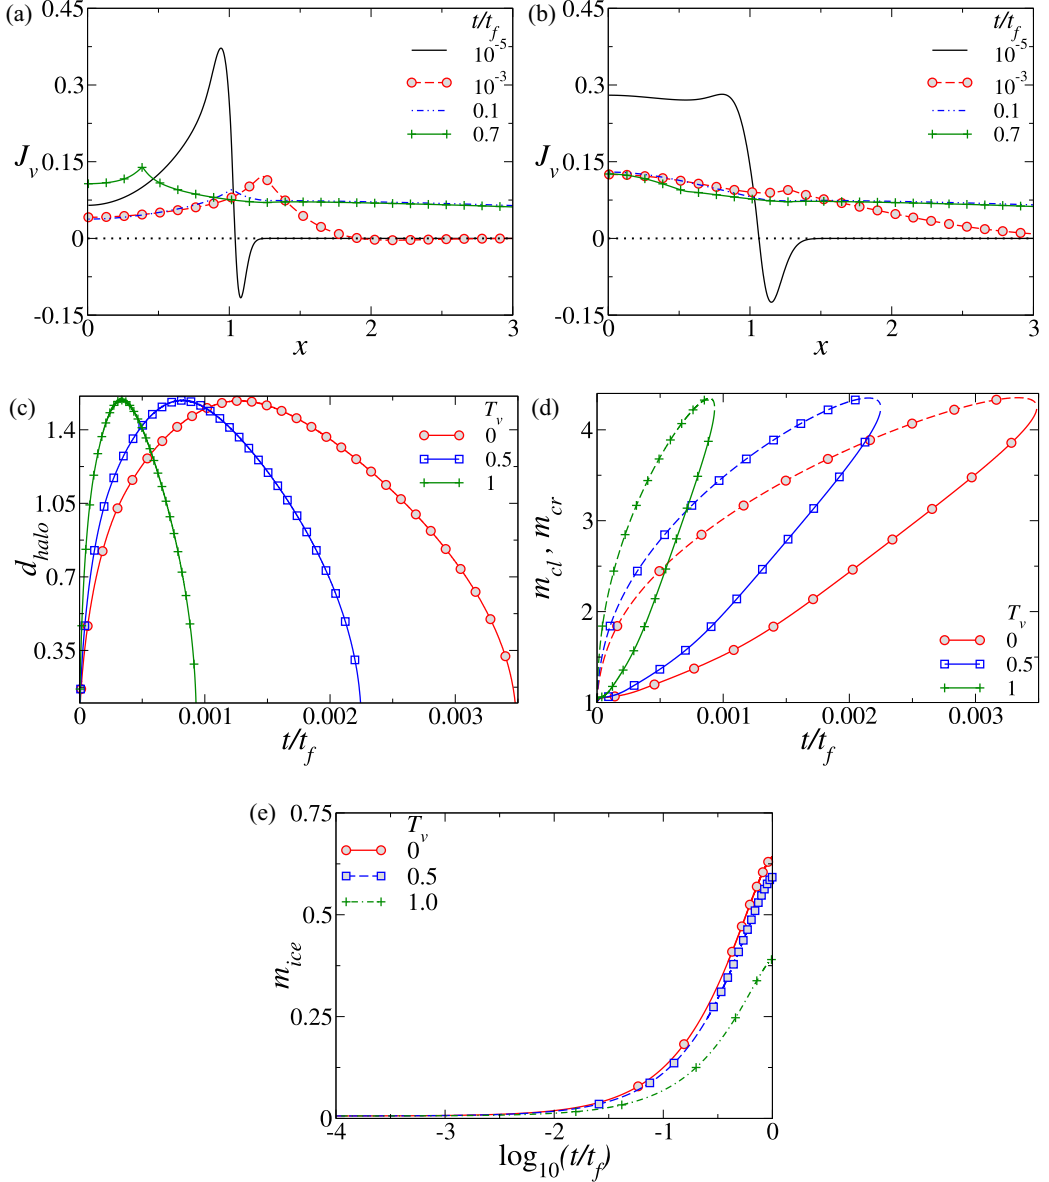 (a)
0.45
0.3
0.15
0
-0.15
J_v
0 1 2 3
x
t/t_f
10^-5
10^-3
0.1
0.7
(b)
0.45
0.3
0.15
0
-0.15
J_v
0 1 2 3
x
t/t_f
10^-5
10^-3
0.1
0.7
(c)
1.4
1.05
0.7
0.35
d_halo
0 0.001 0.002 0.003
t/t_f
T_v
0
0.5
1
(d)
4
3
2
1
m_cl , m_cr
0 0.001 0.002 0.003
t/t_f
T_v
0
0.5
1
(e)
0.75
0.5
0.25
0
m_ice
-4 -3 -2 -1 0
log_10(t/t_f)
T_v
0
0.5
1.0